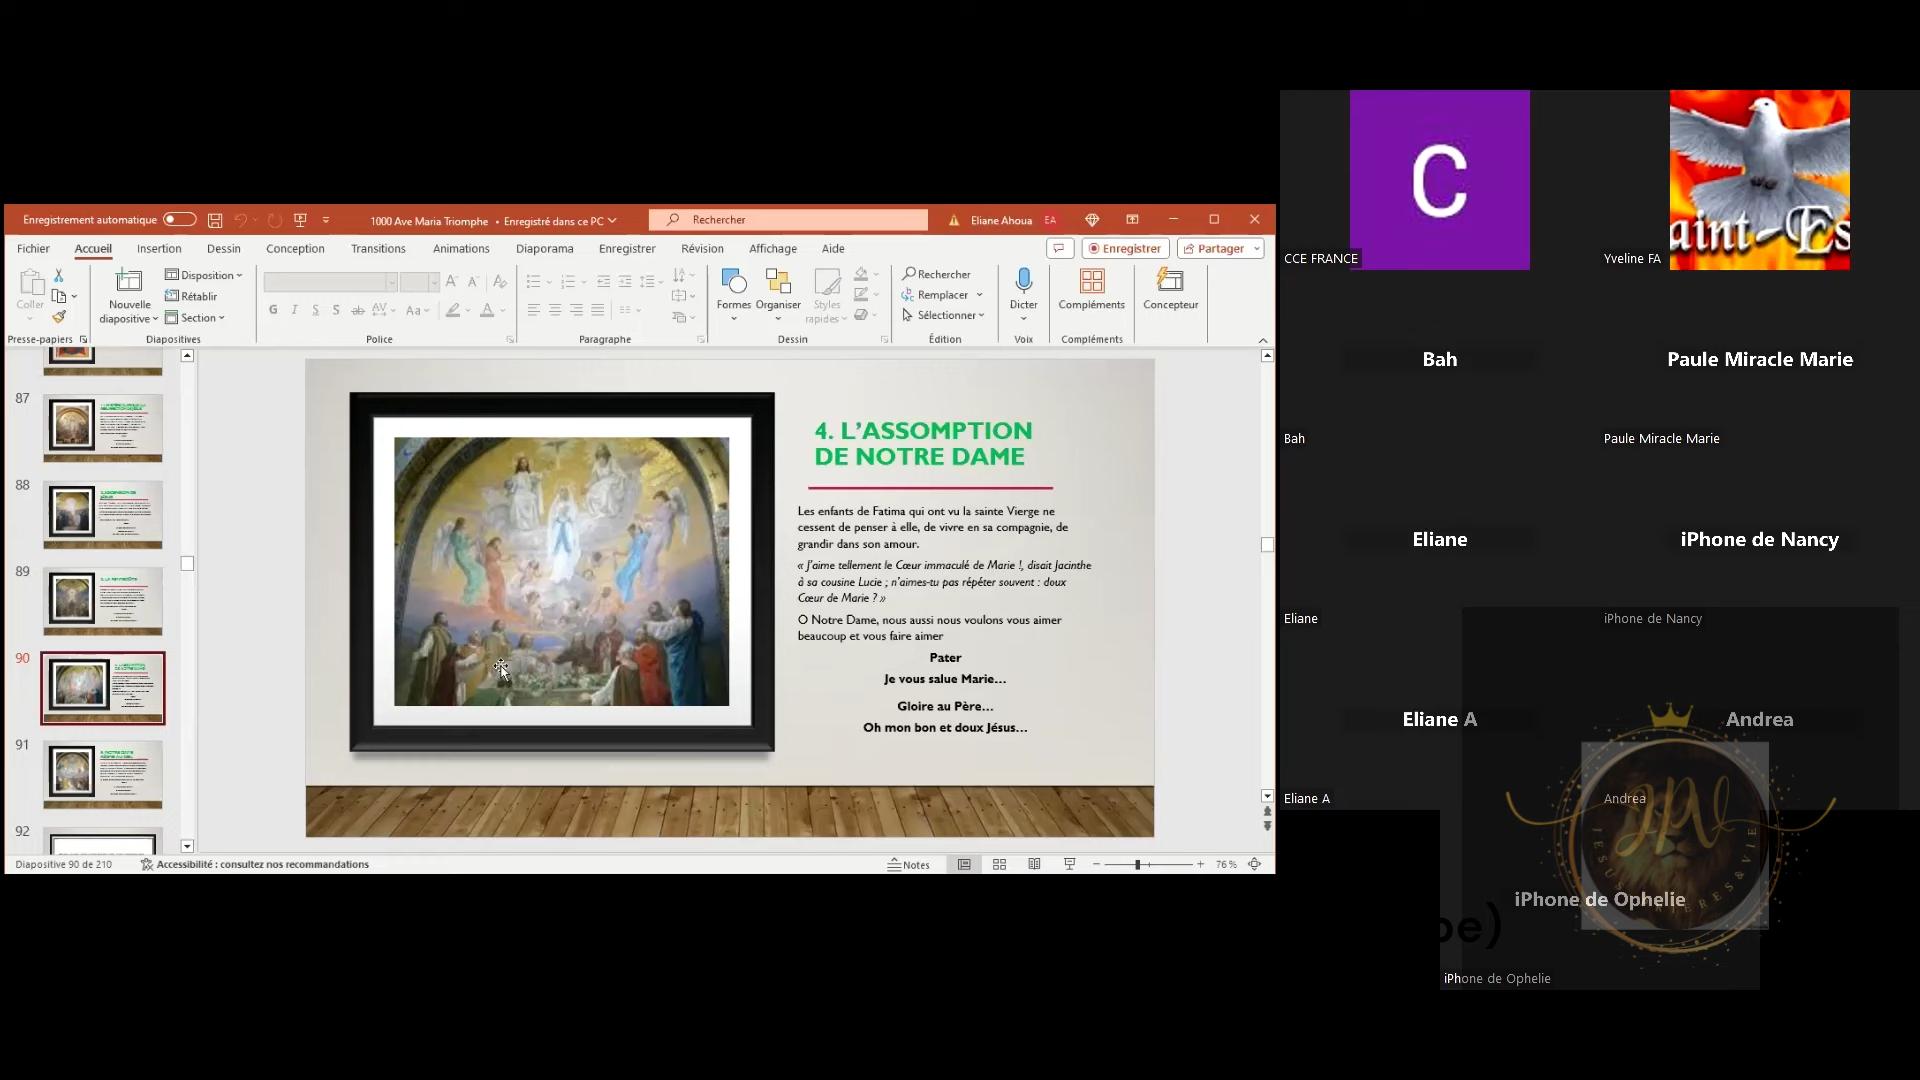 Enregistrement automatique
1000 Ave Maria Triomphe • Enregistré dans ce PC
Rechercher
Eliane Ahoua EA
Fichier Accueil Insertion Dessin Conception Transitions Animations Diaporama Enregistrer Révision Affichage Aide
Enregistrer
Partager
Coller
Nouvelle diapositive
Disposition
Rétablir
Section
G I S S ab AV Aa A
Formes
Organiser
Styles rapides
Rechercher
Remplacer
Sélectionner
Dicter
Compléments
Concepteur
Presse-papiers Diapositives Police Paragraphe Dessin Édition Voix Compléments
87
88
89
90
91
92
4. L'ASSOMPTION
DE NOTRE DAME
Les enfants de Fatima qui ont vu la sainte Vierge ne
cessent de penser à elle, de vivre en sa compagnie, de
grandir dans son amour.
« J'aime tellement le Cœur immaculé de Marie !, disait Jacinthe
à sa cousine Lucie ; n'aimes-tu pas répéter souvent : doux
Cœur de Marie ? »
O Notre Dame, nous aussi nous voulons vous aimer
beaucoup et vous faire aimer
Pater
Je vous salue Marie…
Gloire au Père…
Oh mon bon et doux Jésus…
Diapositive 90 de 210
Accessibilité : consultez nos recommandations
Notes
76 %
C
CCE FRANCE
aint-Es
Yveline FA
Bah
Bah
Paule Miracle Marie
Paule Miracle Marie
Eliane
Eliane
iPhone de Nancy
iPhone de Nancy
Eliane A
Eliane A
Andrea
Andrea
JPV
iPhone de Ophelie
iPhone de Ophelie